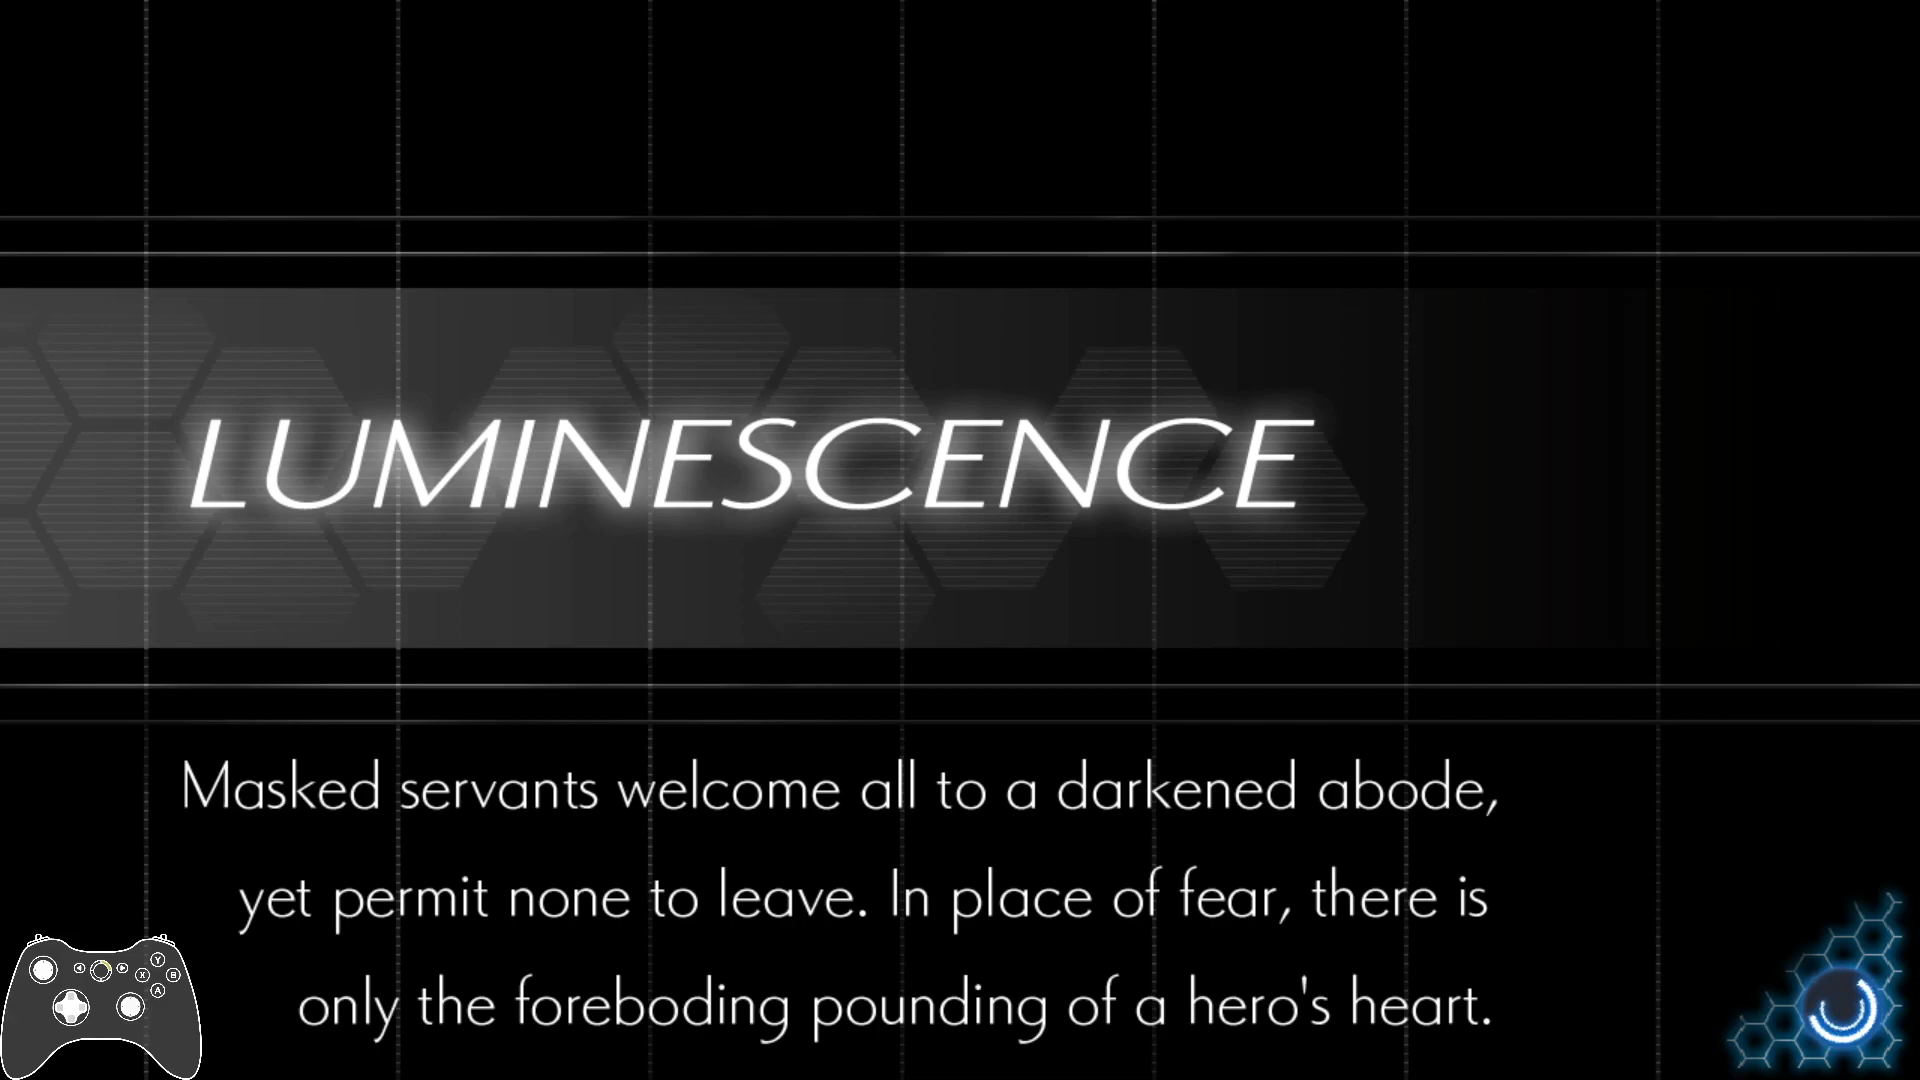 LUMINESCENCE
Masked servants welcome all to a darkened abode,
yet permit none to leave. In place of fear, there is
only the foreboding pounding of a hero's heart.
Y
X B
A